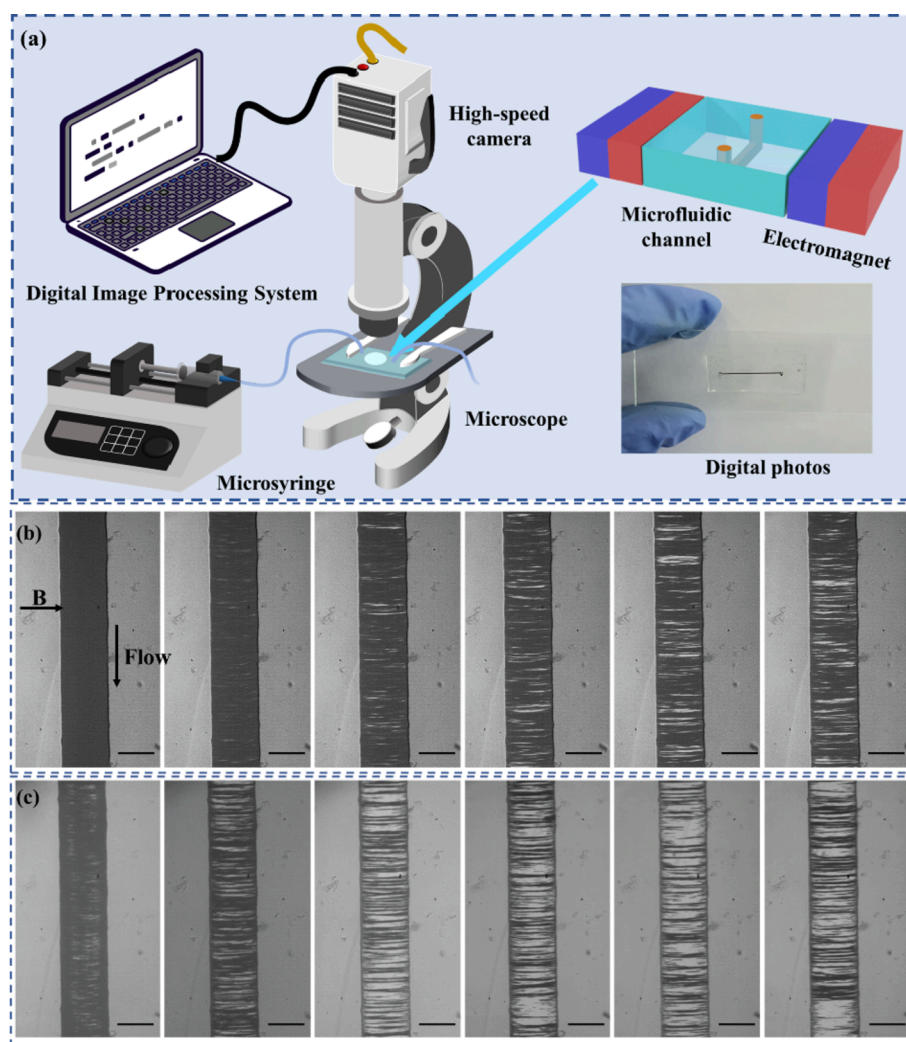 (a)
High-speed
camera
Microfluidic
channel
Electromagnet
Digital Image Processing System
Microscope
Microsyringe
Digital photos
(b)
B
Flow
(c)